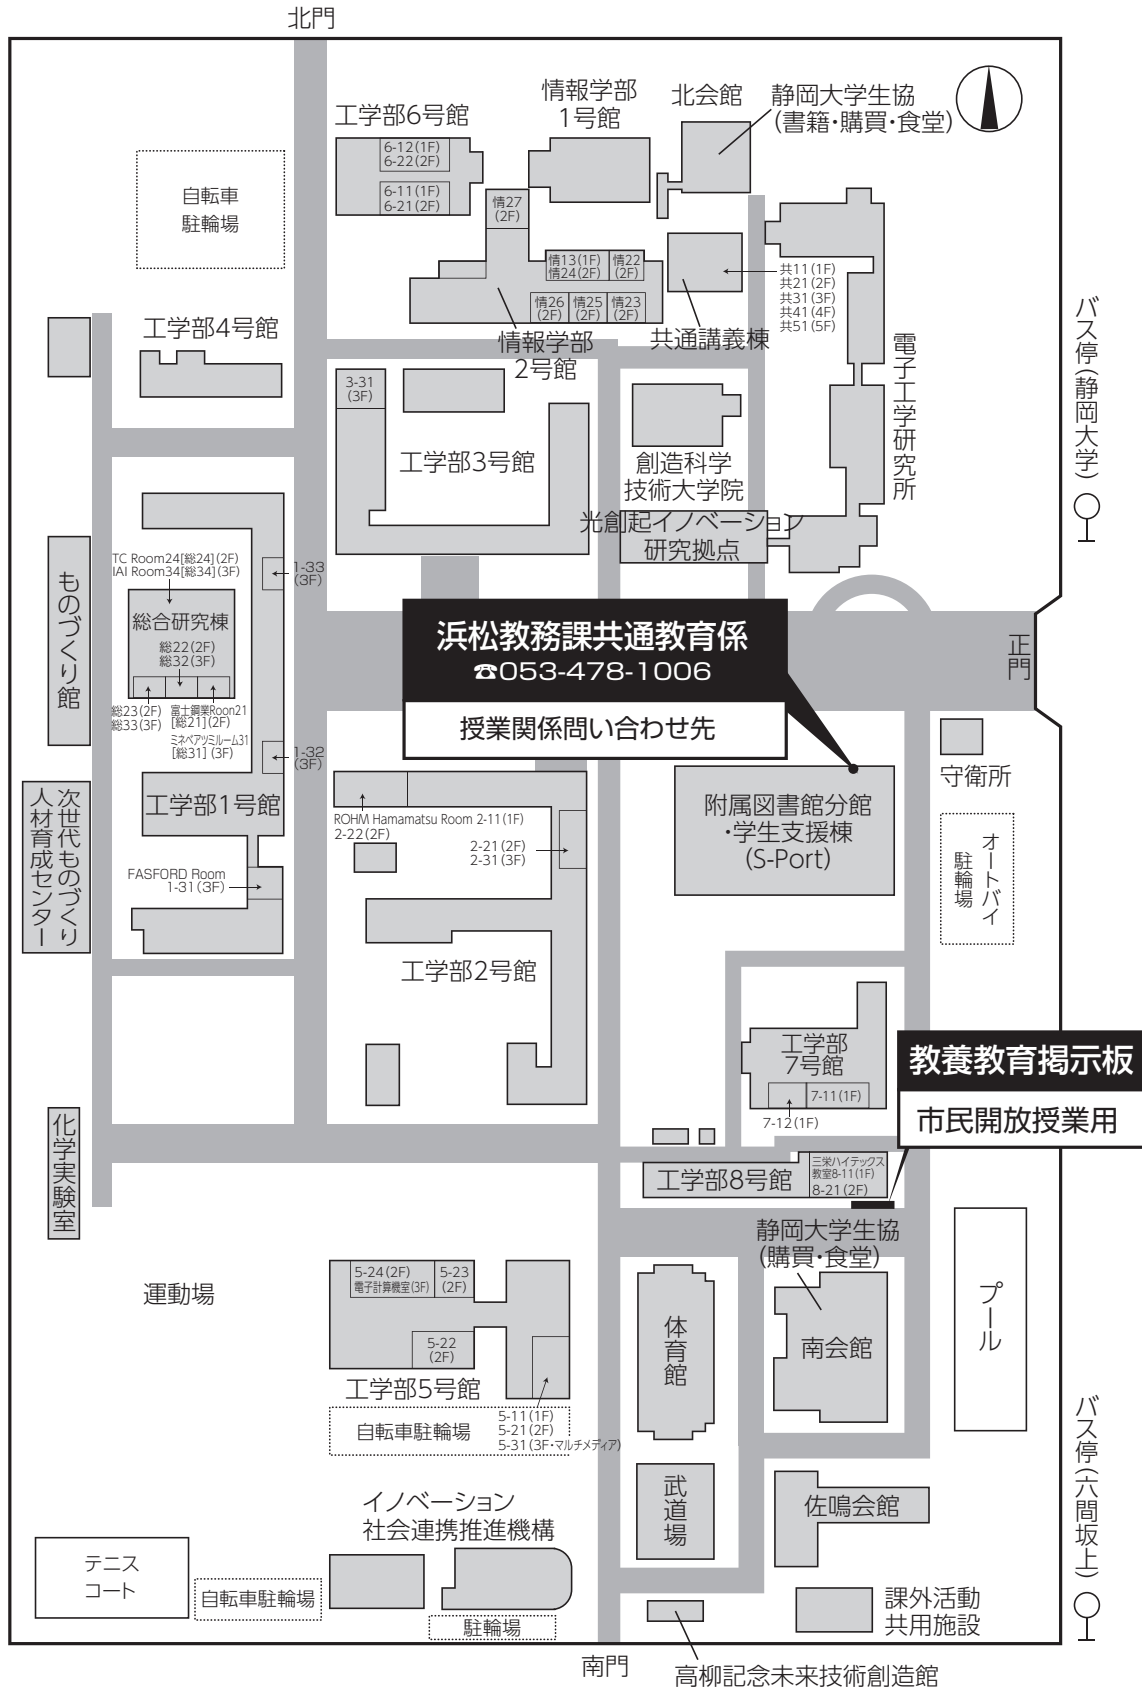 北門
工学部6号館
6-12(1F)
6-22(2F)
6-11(1F)
6-21(2F)
情報学部
1号館
北会館
静岡大学生協
(書籍・購買・食堂)
自転車
駐輪場
情27
(2F)
情13(1F)
情24(2F)
情22
(2F)
情26
(2F)
情25
(2F)
情23
(2F)
共11(1F)
共21(2F)
共31(3F)
共41(4F)
共51(5F)
情報学部
2号館
共通講義棟
電子工学研究所
バス停(静岡大学)
工学部4号館
3-31
(3F)
工学部3号館
創造科学
技術大学院
光創起イノベーション
研究拠点
TC Room24[総24](2F)
IAI Room34[総34](3F)
1-33
(3F)
総合研究棟
総22(2F)
総32(3F)
総23(2F)
総33(3F)
富士鋼業Roon21
[総21](2F)
ミネベアツミルーム31
[総31] (3F)
1-32
(3F)
ものづくり館
浜松教務課共通教育係
☎053-478-1006
授業関係問い合わせ先
正門
守衛所
次世代ものづくり
人材育成センター
工学部1号館
FASFORD Room
1-31(3F)
ROHM Hamamatsu Room 2-11(1F)
2-22(2F)
2-21(2F)
2-31(3F)
工学部2号館
附属図書館分館
・学生支援棟
(S-Port)
オートバイ
駐輪場
工学部
7号館
7-11(1F)
7-12(1F)
教養教育掲示板
市民開放授業用
化学実験室
工学部8号館
三栄ハイテックス
教室8-11(1F)
8-21(2F)
静岡大学生協
(購買・食堂)
運動場
5-24(2F)
電子計算機室(3F)
5-23
(2F)
5-22
(2F)
工学部5号館
自転車駐輪場
5-11(1F)
5-21(2F)
5-31(3F・マルチメディア)
体育館
南会館
プール
武道場
佐鳴会館
バス停(六間坂上)
イノベーション
社会連携推進機構
テニス
コート
自転車駐輪場
駐輪場
課外活動
共用施設
南門
高柳記念未来技術創造館